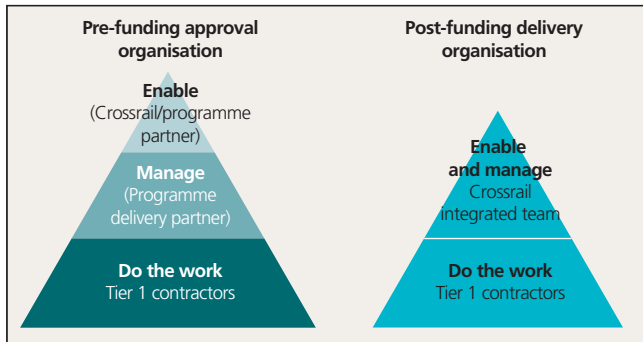 Pre-funding approval
organisation
Enable
(Crossrail/programme
partner)
Manage
(Programme
delivery partner)
Do the work
Tier 1 contractors
Post-funding delivery
organisation
Enable
and manage
Crossrail
integrated team
Do the work
Tier 1 contractors